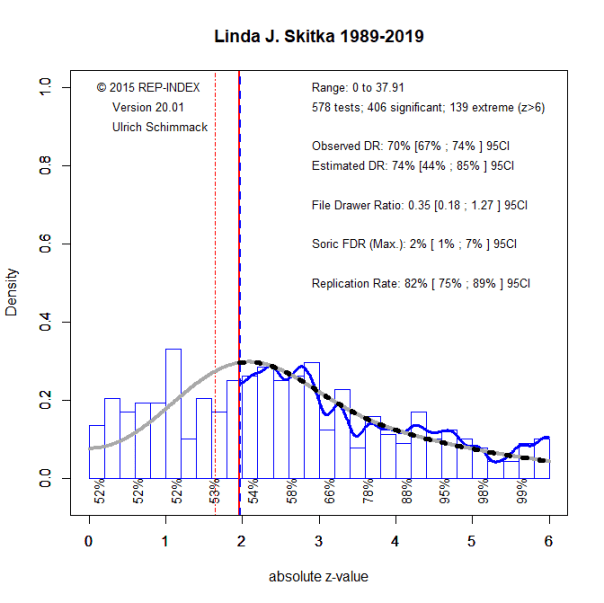 Linda J. Skitka 1989-2019
© 2015 REP-INDEX
Version 20.01
Ulrich Schimmack
Range: 0 to 37.91
578 tests; 406 significant; 139 extreme (z>6)
Observed DR: 70% [67% ; 74% ] 95CI
Estimated DR: 74% [44% ; 85% ] 95CI
File Drawer Ratio: 0.35 [0.18 ; 1.27 ] 95CI
Soric FDR (Max.): 2% [ 1% ; 7% ] 95CI
Replication Rate: 82% [ 75% ; 89% ] 95CI
Density
1.0
0.8
0.6
0.4
0.2
0.0
52% 52% 52% 53% 54% 58% 66% 78% 88% 95% 98% 99%
0 1 2 3 4 5 6
absolute z-value